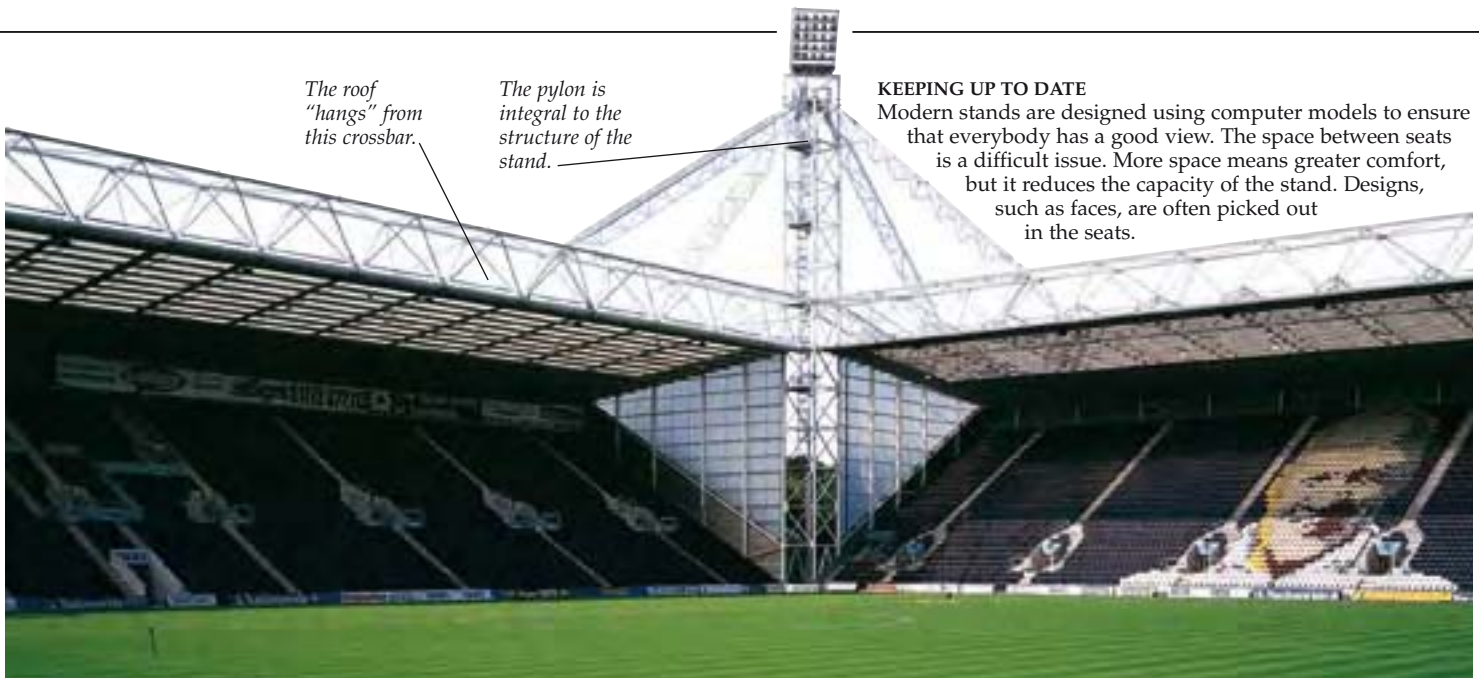 The roof
“hangs” from
this crossbar.
The pylon is
integral to the
structure of the
stand.
KEEPING UP TO DATE
Modern stands are designed using computer models to ensure
that everybody has a good view. The space between seats
is a difficult issue. More space means greater comfort,
but it reduces the capacity of the stand. Designs,
such as faces, are often picked out
in the seats.